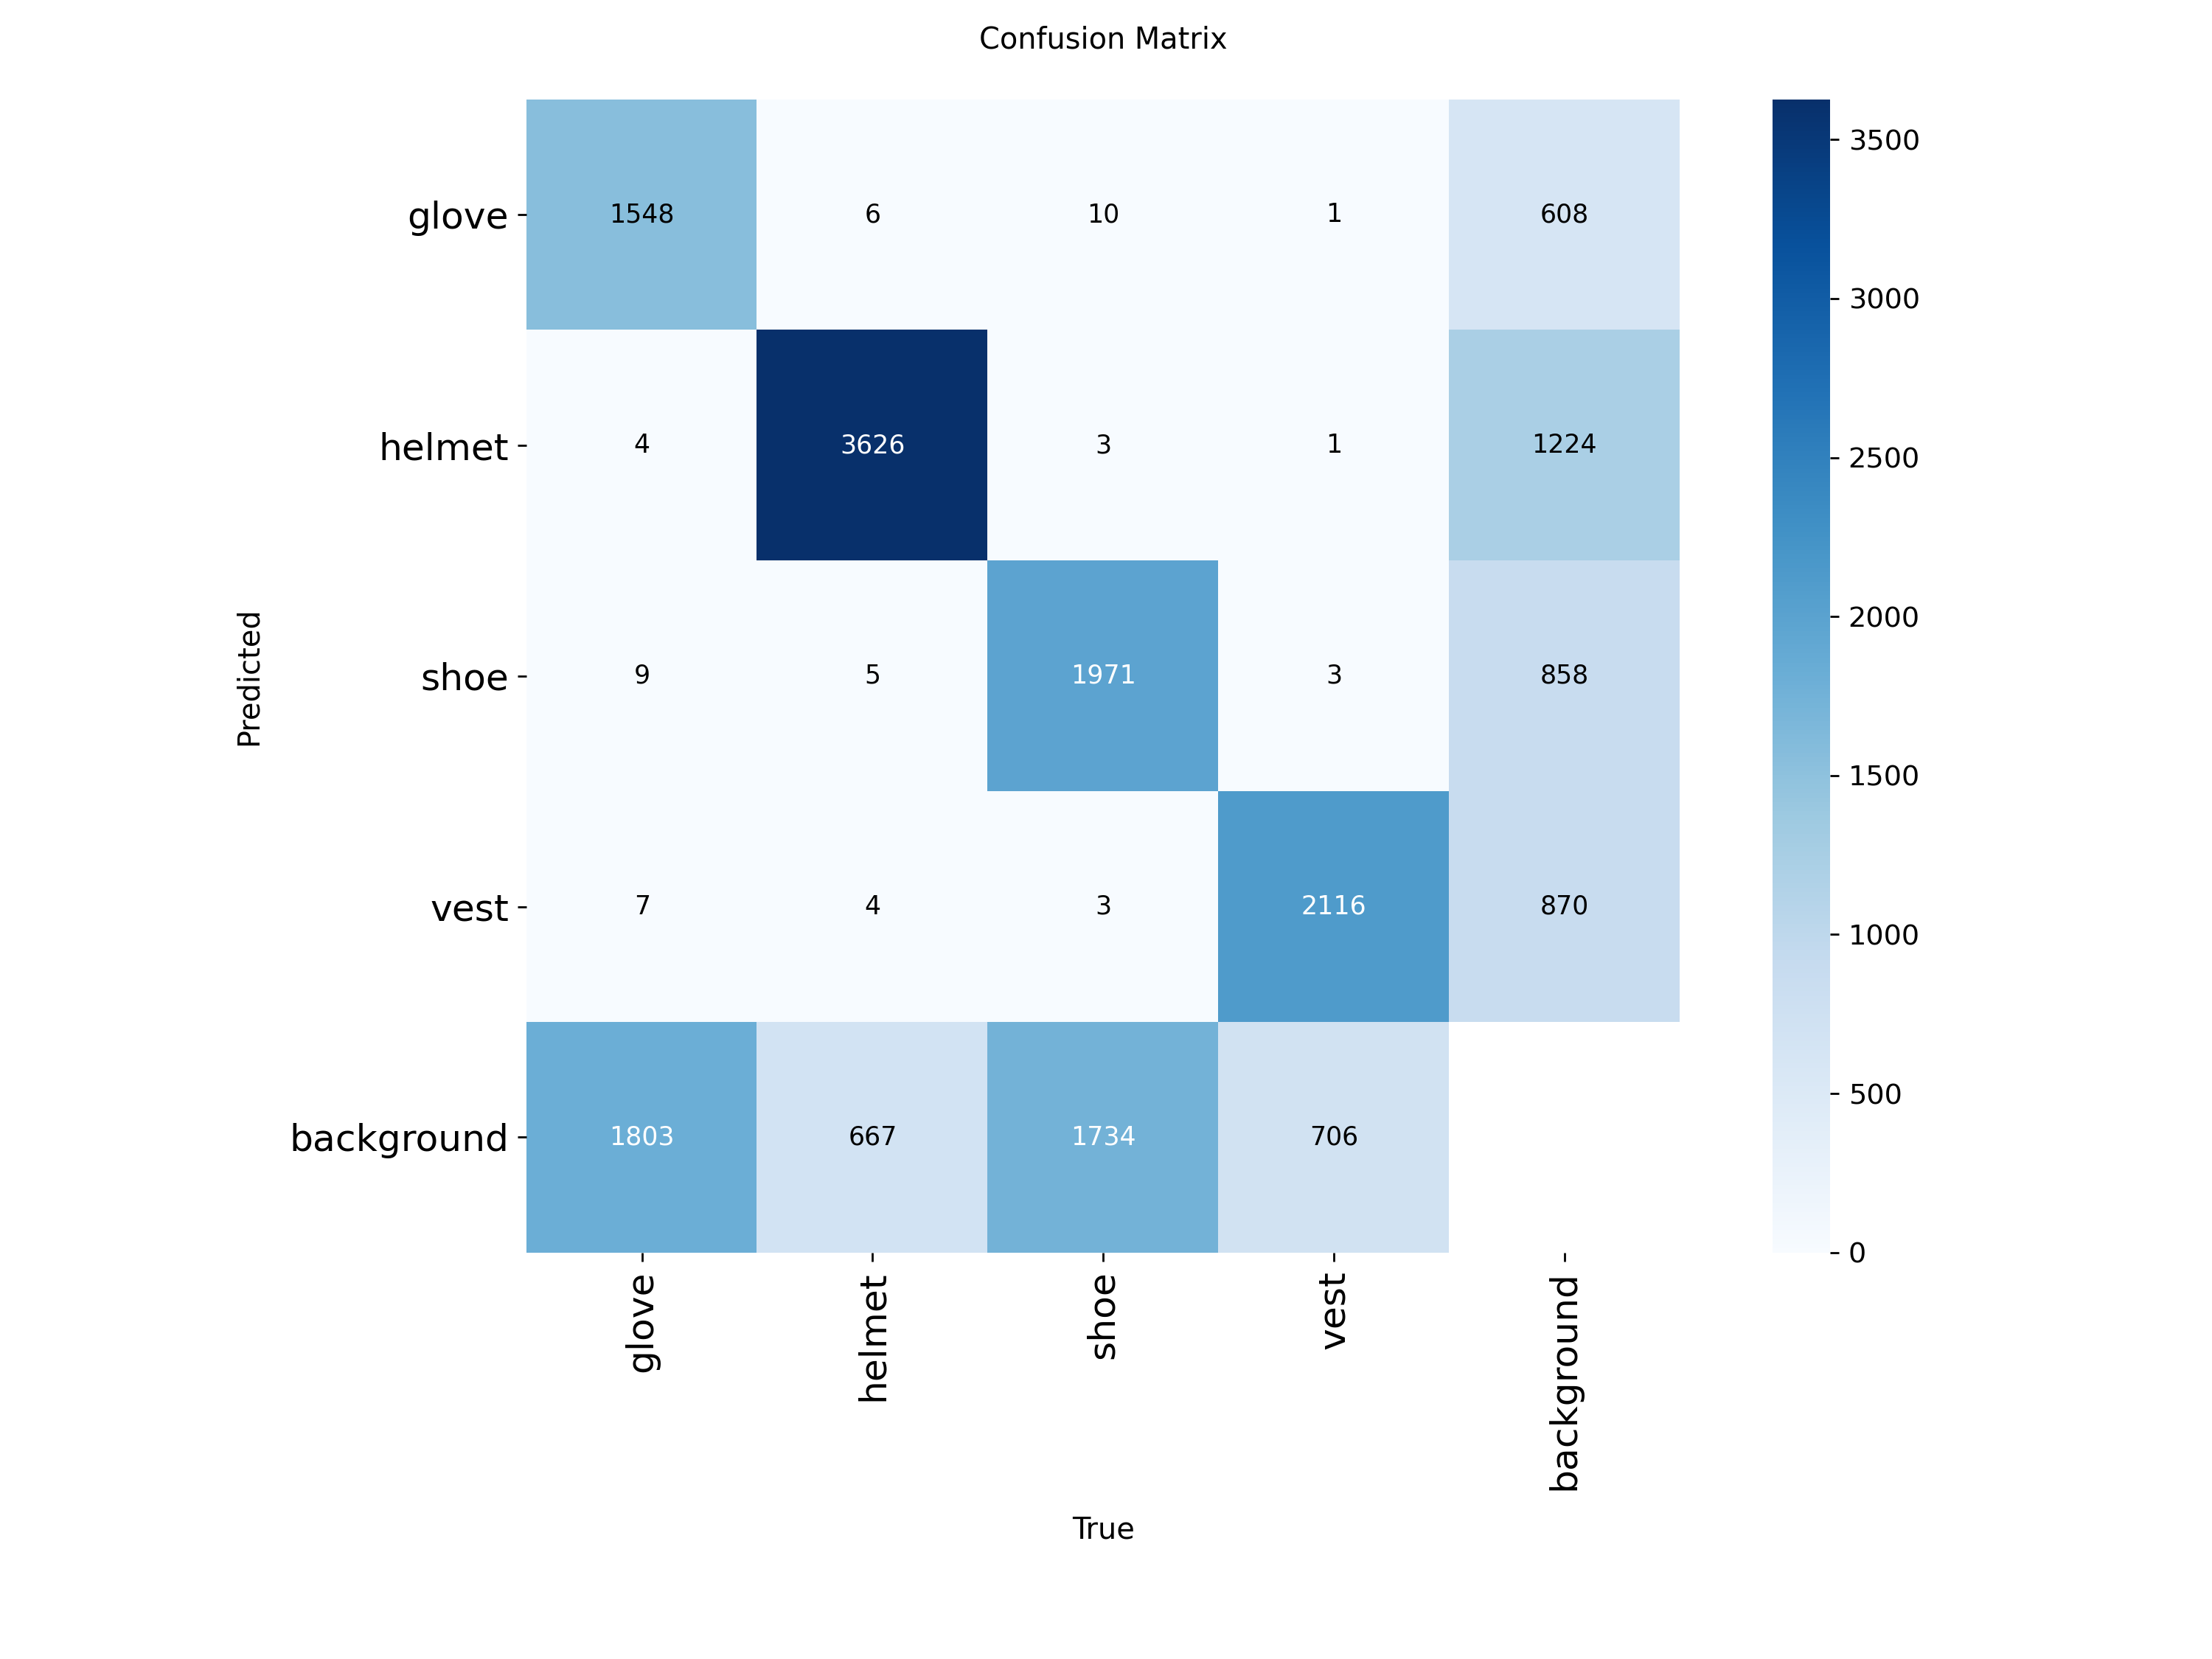 Confusion Matrix
glove 1548 6 10 1 608
helmet 4 3626 3 1 1224
shoe 9 5 1971 3 858
vest 7 4 3 2116 870
background 1803 667 1734 706
glove helmet shoe vest background
True
Predicted
3500
3000
2500
2000
1500
1000
500
0